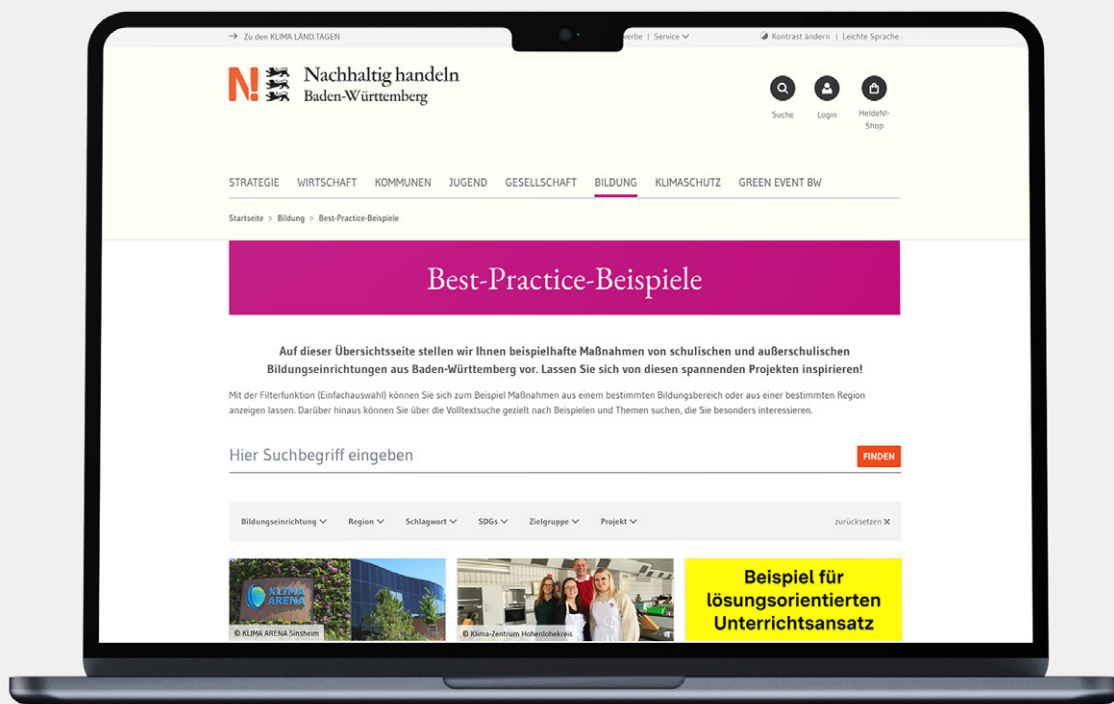 → Zu den KLIMA LÄND.TAGEN
| Service
Kontrast ändern | Leichte Sprache
N!
Nachhaltig handeln
Baden-Württemberg
Suche
Login
HeldeN!-
Shop
STRATEGIE WIRTSCHAFT KOMMUNEN JUGEND GESELLSCHAFT BILDUNG KLIMASCHUTZ GREEN EVENT BW
Startseite > Bildung > Best-Practice-Beispiele
Best-Practice-Beispiele
Auf dieser Übersichtsseite stellen wir Ihnen beispielhafte Maßnahmen von schulischen und außerschulischen
Bildungseinrichtungen aus Baden-Württemberg vor. Lassen Sie sich von diesen spannenden Projekten inspirieren!
Mit der Filterfunktion (Einfachauswahl) können Sie sich zum Beispiel Maßnahmen aus einem bestimmten Bildungsbereich oder aus einer bestimmten Region
anzeigen lassen. Darüber hinaus können Sie über die Volltextsuche gezielt nach Beispielen und Themen suchen, die Sie besonders interessieren.
Hier Suchbegriff eingeben
FINDEN
Bildungseinrichtung Region Schlagwort SDGs Zielgruppe Projekt zurücksetzen X
KLIMA
ARENA
© KLIMA ARENA Sinsheim
© Klima-Zentrum Hohenlohekreis
Beispiel für
lösungsorientierten
Unterrichtsansatz